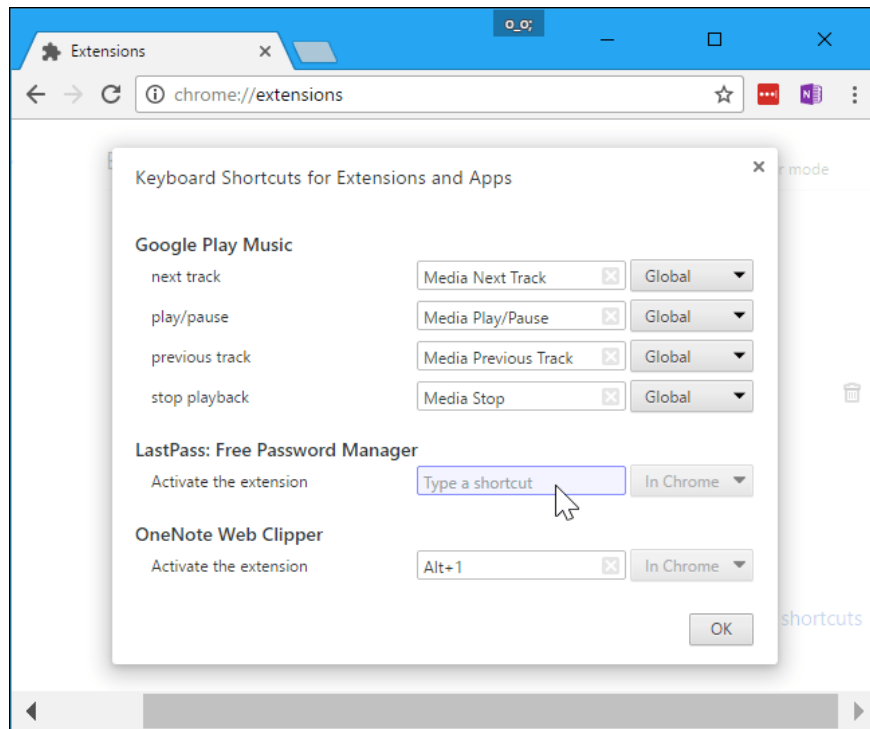 o_o;
Extensions
chrome://extensions
N
E
r mode
Keyboard Shortcuts for Extensions and Apps
Google Play Music
next track Media Next Track Global
play/pause Media Play/Pause Global
previous track Media Previous Track Global
stop playback Media Stop Global
LastPass: Free Password Manager
Activate the extension Type a shortcut In Chrome
OneNote Web Clipper
Activate the extension Alt+1 In Chrome
shortcuts
OK